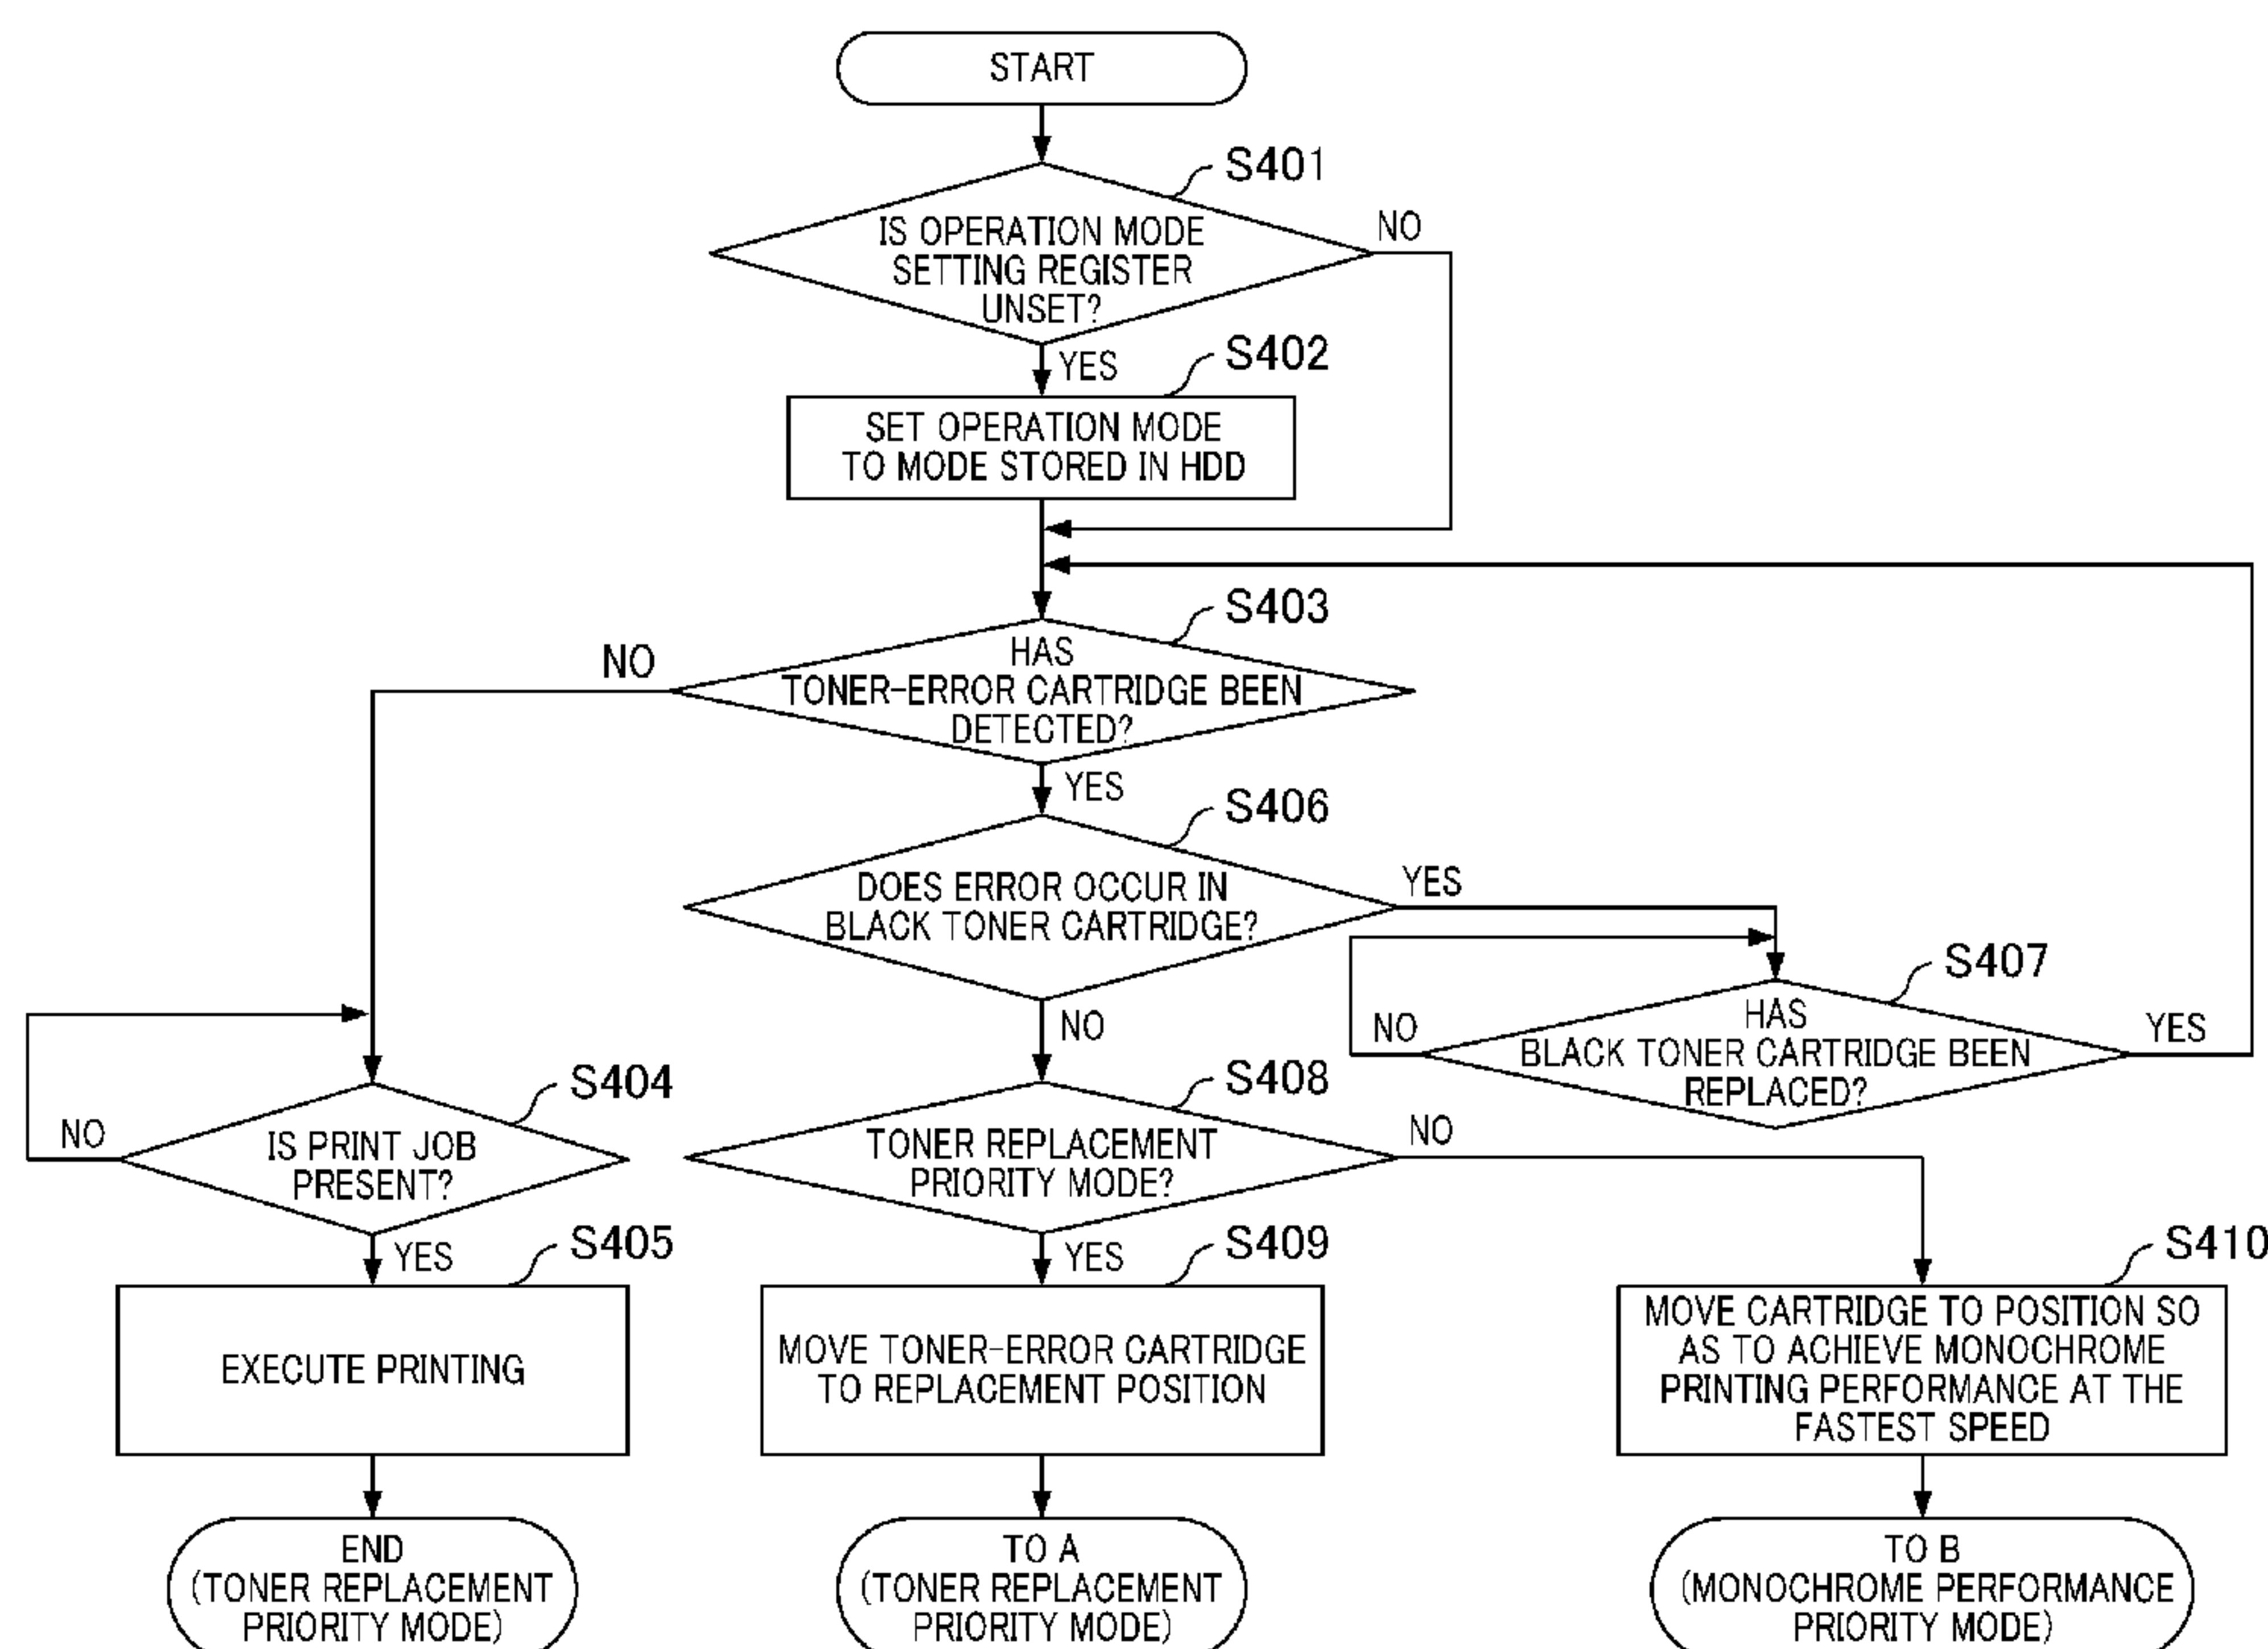 START
S401
IS OPERATION MODE
SETTING REGISTER
UNSET?
NO
YES
S402
SET OPERATION MODE
TO MODE STORED IN HDD
S403
HAS
TONER-ERROR CARTRIDGE BEEN
DETECTED?
NO
YES
S406
DOES ERROR OCCUR IN
BLACK TONER CARTRIDGE?
YES
NO
S407
HAS
BLACK TONER CARTRIDGE BEEN
REPLACED?
NO
YES
S404
IS PRINT JOB
PRESENT?
NO
YES
S408
TONER REPLACEMENT
PRIORITY MODE?
NO
YES
S405
EXECUTE PRINTING
S409
MOVE TONER-ERROR CARTRIDGE
TO REPLACEMENT POSITION
S410
MOVE CARTRIDGE TO POSITION SO
AS TO ACHIEVE MONOCHROME
PRINTING PERFORMANCE AT THE
FASTEST SPEED
END
(TONER REPLACEMENT
PRIORITY MODE)
TO A
(TONER REPLACEMENT
PRIORITY MODE)
TO B
(MONOCHROME PERFORMANCE
PRIORITY MODE)